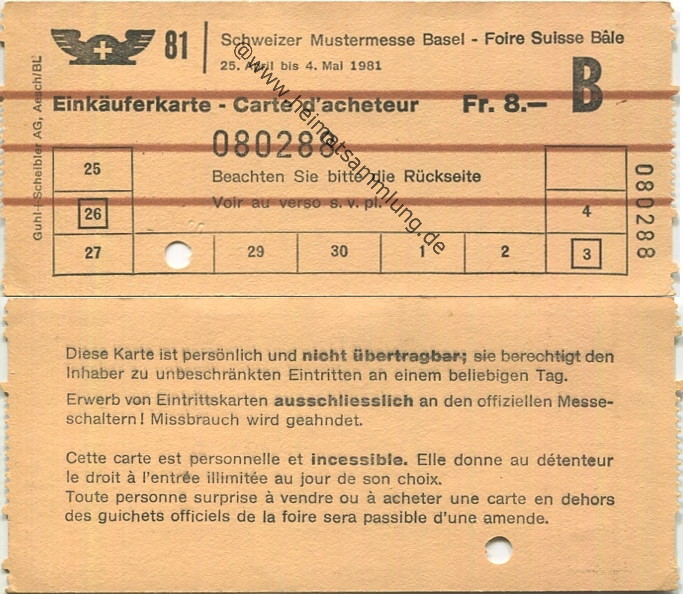 81
Schweizer Mustermesse Basel - Foire Suisse Bâle
25. April bis 4. Mai 1981
B
Einkäuferkarte - Carte d'acheteur Fr. 8.—
080288
Beachten Sie bitte die Rückseite
Voir au verso s. v. pl.
25
26
27 29 30 1 2 3
4
080288
Guhl+Scheibler AG, Aesch/BL
@www.heimatsammlung.de
Diese Karte ist persönlich und nicht übertragbar; sie berechtigt den
Inhaber zu unbeschränkten Eintritten an einem beliebigen Tag.
Erwerb von Eintrittskarten ausschliesslich an den offiziellen Messe-
schaltern! Missbrauch wird geahndet.
Cette carte est personnelle et incessible. Elle donne au détenteur
le droit à l'entrée illimitée au jour de son choix.
Toute personne surprise à vendre ou à acheter une carte en dehors
des guichets officiels de la foire sera passible d'une amende.